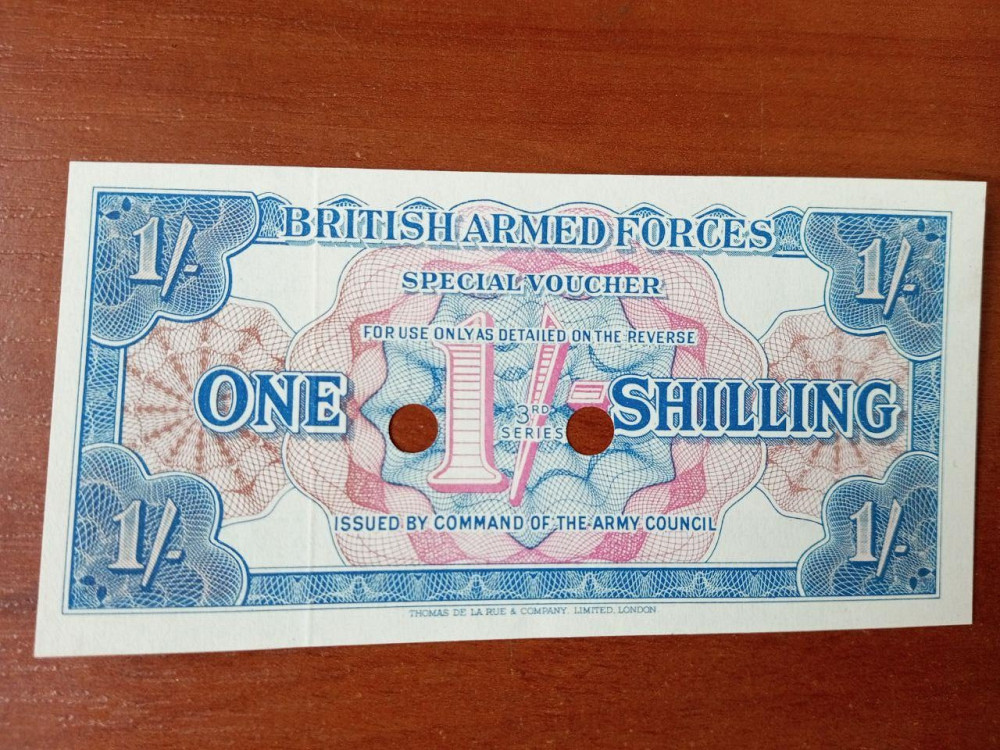 1/- BRITISH ARMED FORCES 1/-
SPECIAL VOUCHER
FOR USE ONLY AS DETAILED ON THE REVERSE
ONE 1/- SHILLING
3RD
SERIES
ISSUED BY COMMAND OF THE ARMY COUNCIL
1/- 1/-
THOMAS DE LA RUE & COMPANY, LIMITED, LONDON